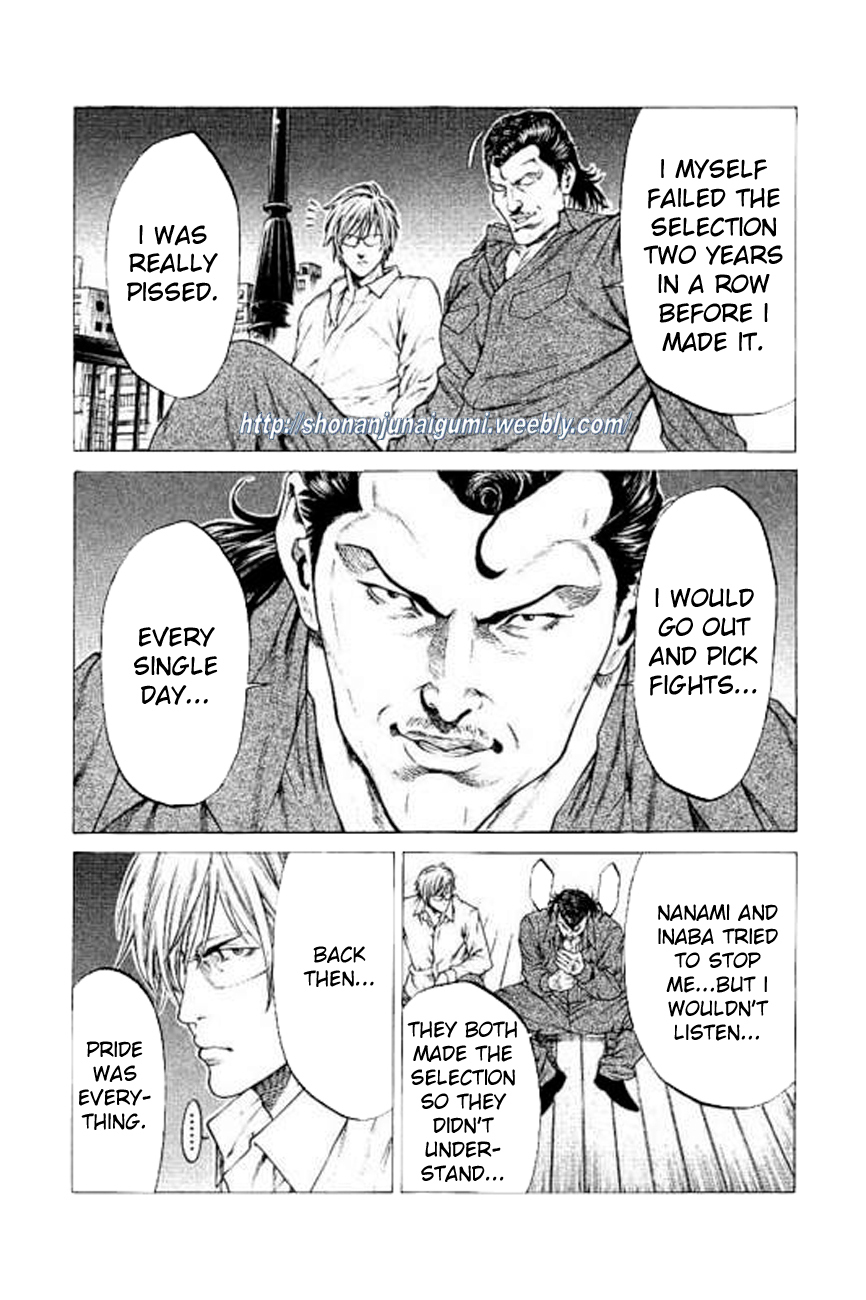 I MYSELF
FAILED THE
SELECTION
TWO YEARS
IN A ROW
BEFORE I
MADE IT.
I WAS
REALLY
PISSED.
http://shonanjunaigumi.weebly.com/
I WOULD
GO OUT
AND PICK
FIGHTS...
EVERY
SINGLE
DAY...
NANAMI AND
INABA TRIED
TO STOP
ME...BUT I
WOULDN'T
LISTEN...
THEY BOTH
MADE THE
SELECTION
SO THEY
DIDN'T
UNDER-
STAND...
BACK
THEN...
PRIDE
WAS
EVERY-
THING.
......